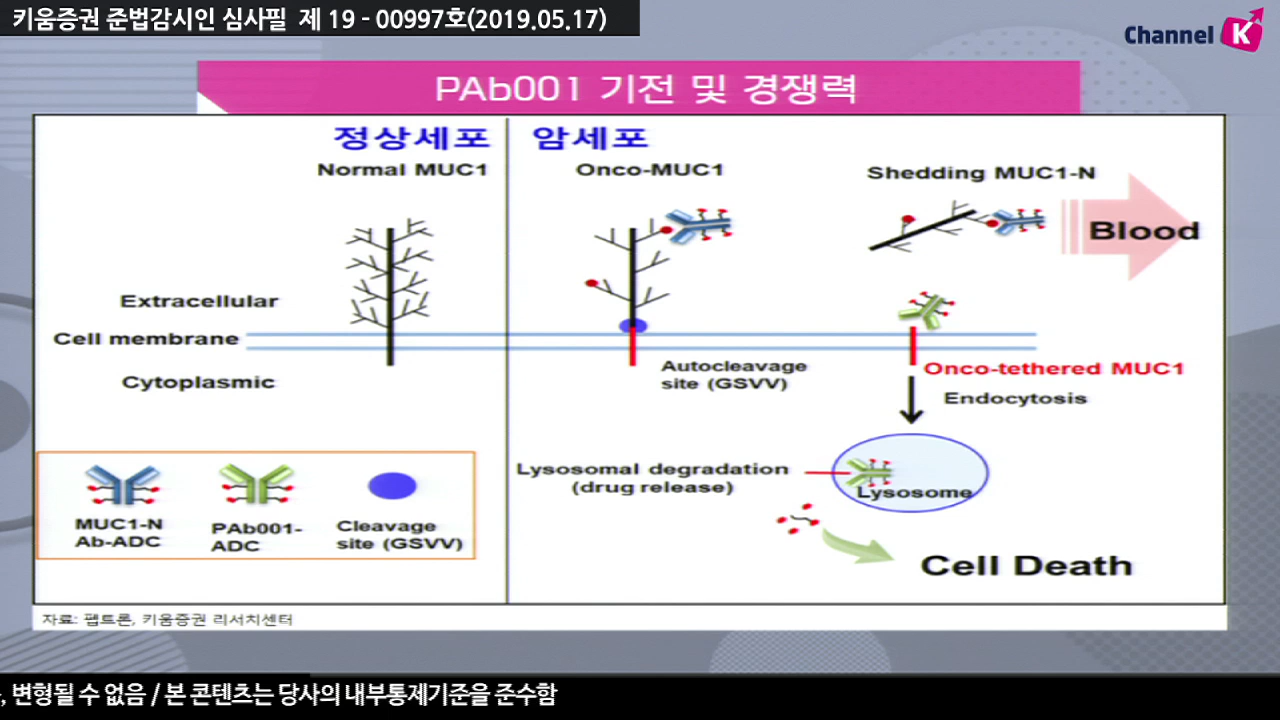 키움증권 준법감시인 심사필 제 19 - 00997호(2019.05.17)
Channel K
PAb001 기전 및 경쟁력
정상세포
암세포
Normal MUC1
Onco-MUC1
Shedding MUC1-N
Blood
Extracellular
Cell membrane
Cytoplasmic
Autocleavage
site (GSVV)
Onco-tethered MUC1
Endocytosis
Lysosomal degradation
(drug release)
Lysosome
Cell Death
MUC1-N
Ab-ADC
PAb001-
ADC
Cleavage
site (GSVV)
자료: 펩트론, 키움증권 리서치센터
, 변형될 수 없음 / 본 콘텐츠는 당사의 내부통제기준을 준수함